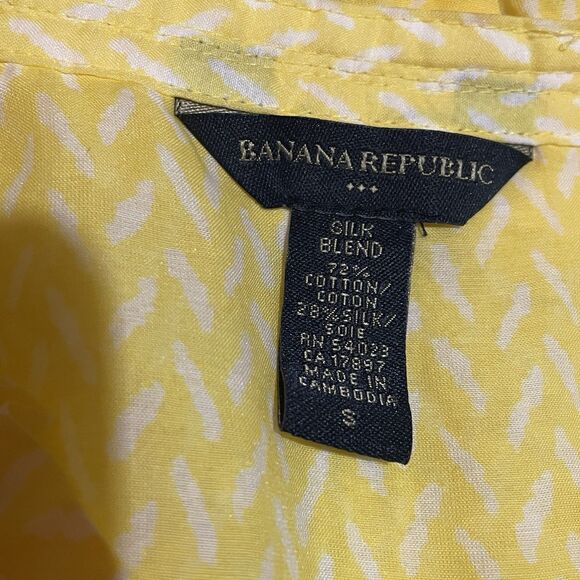 BANANA REPUBLIC
SILK
BLEND
72%
COTTON/
COTON
28%SILK/
SOIE
RN 54023
CA 17897
MADE IN
CAMBODIA
S